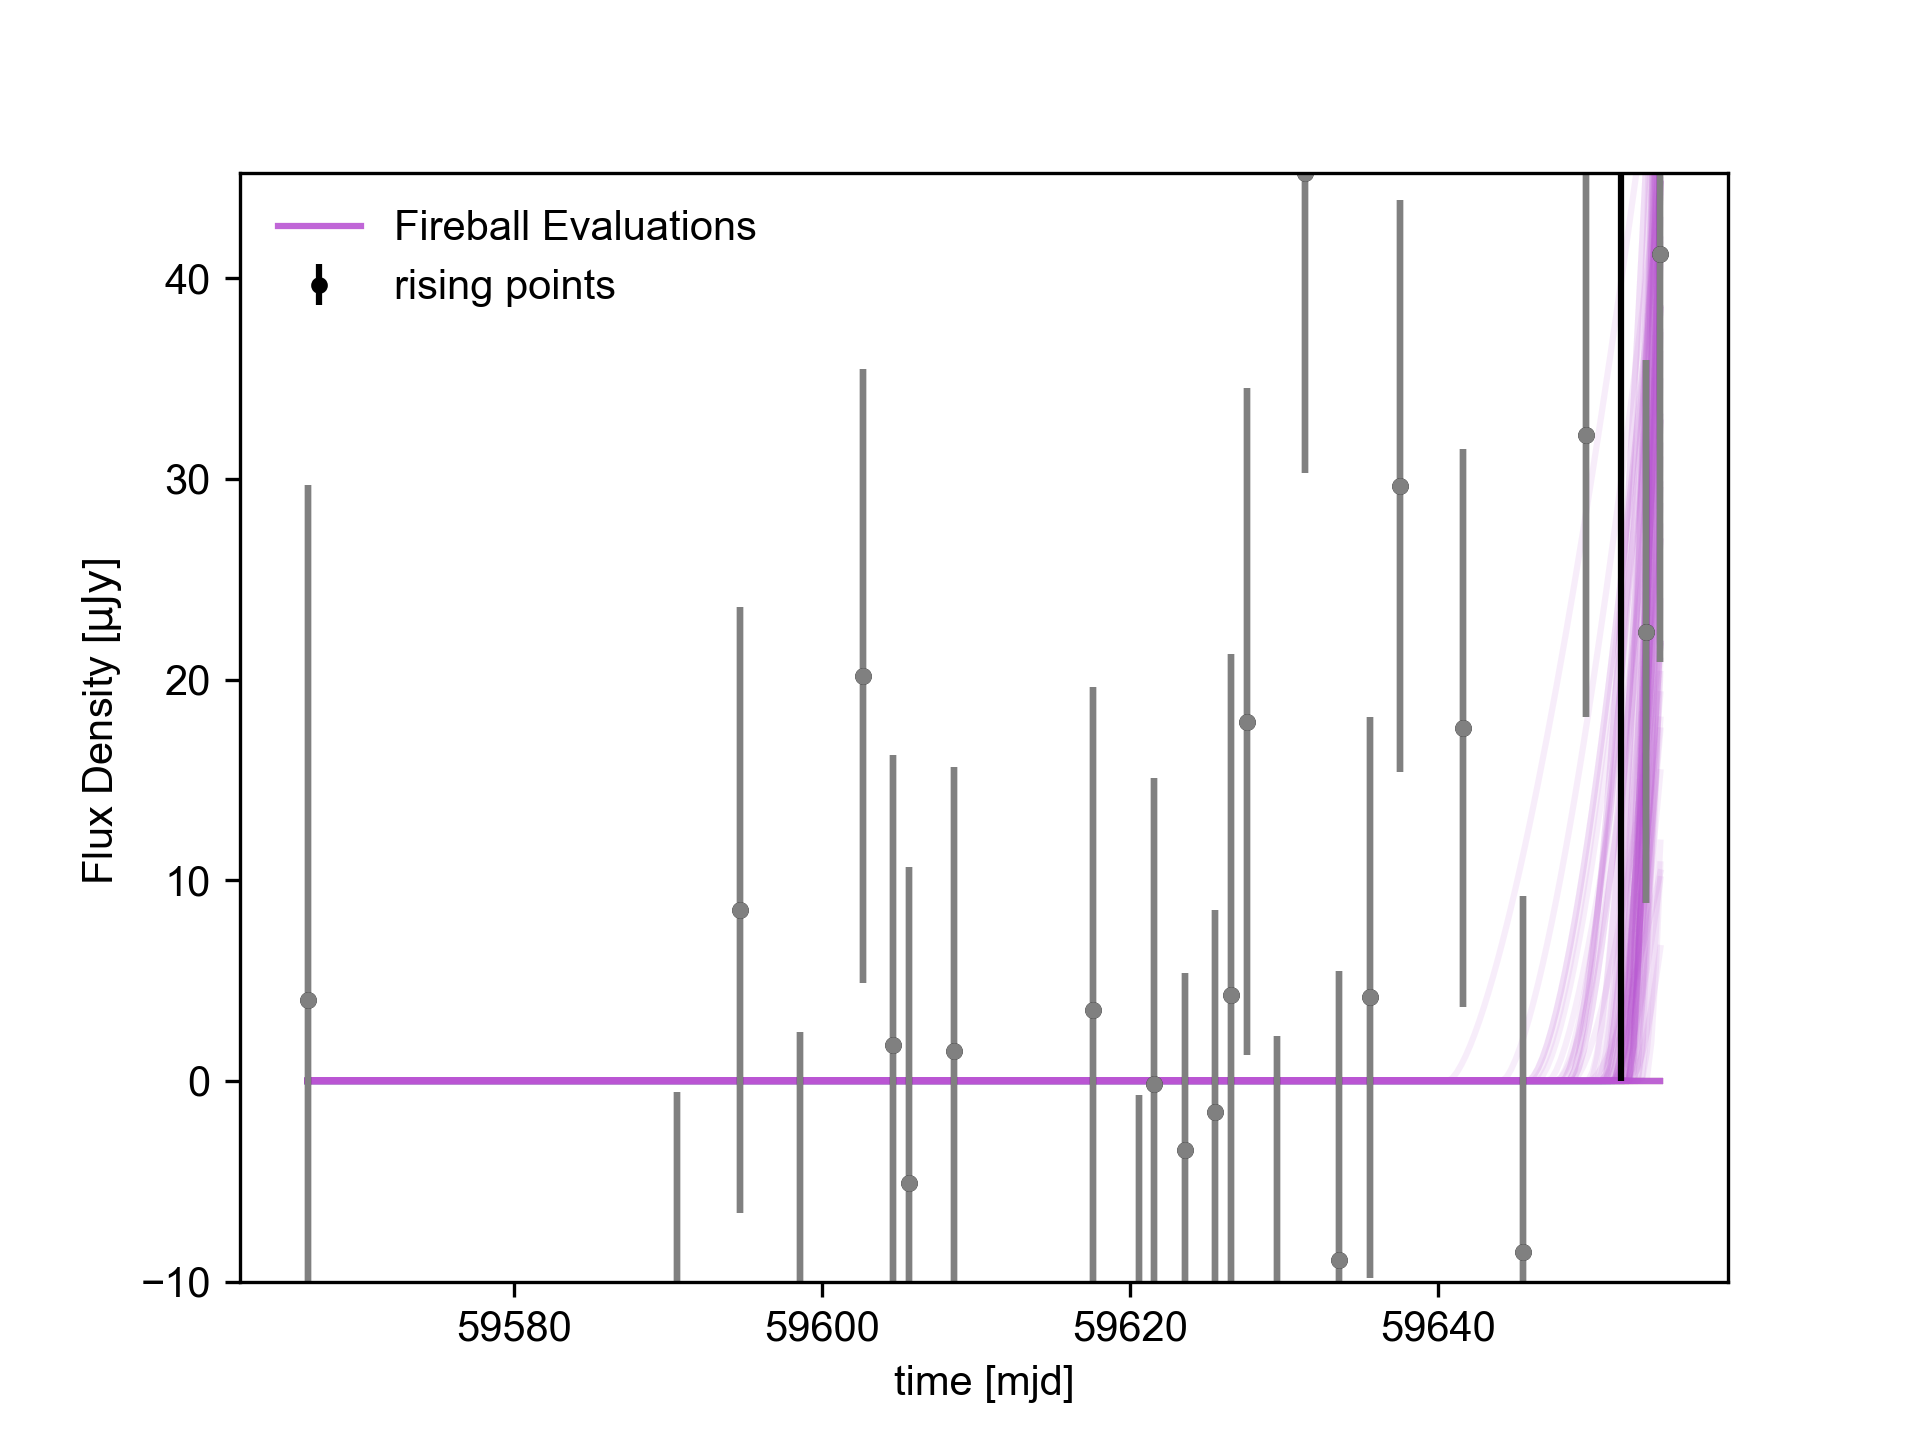 Fireball Evaluations
rising points
40
30
20
10
0
−10
Flux Density [µJy]
59580
59600
59620
59640
time [mjd]